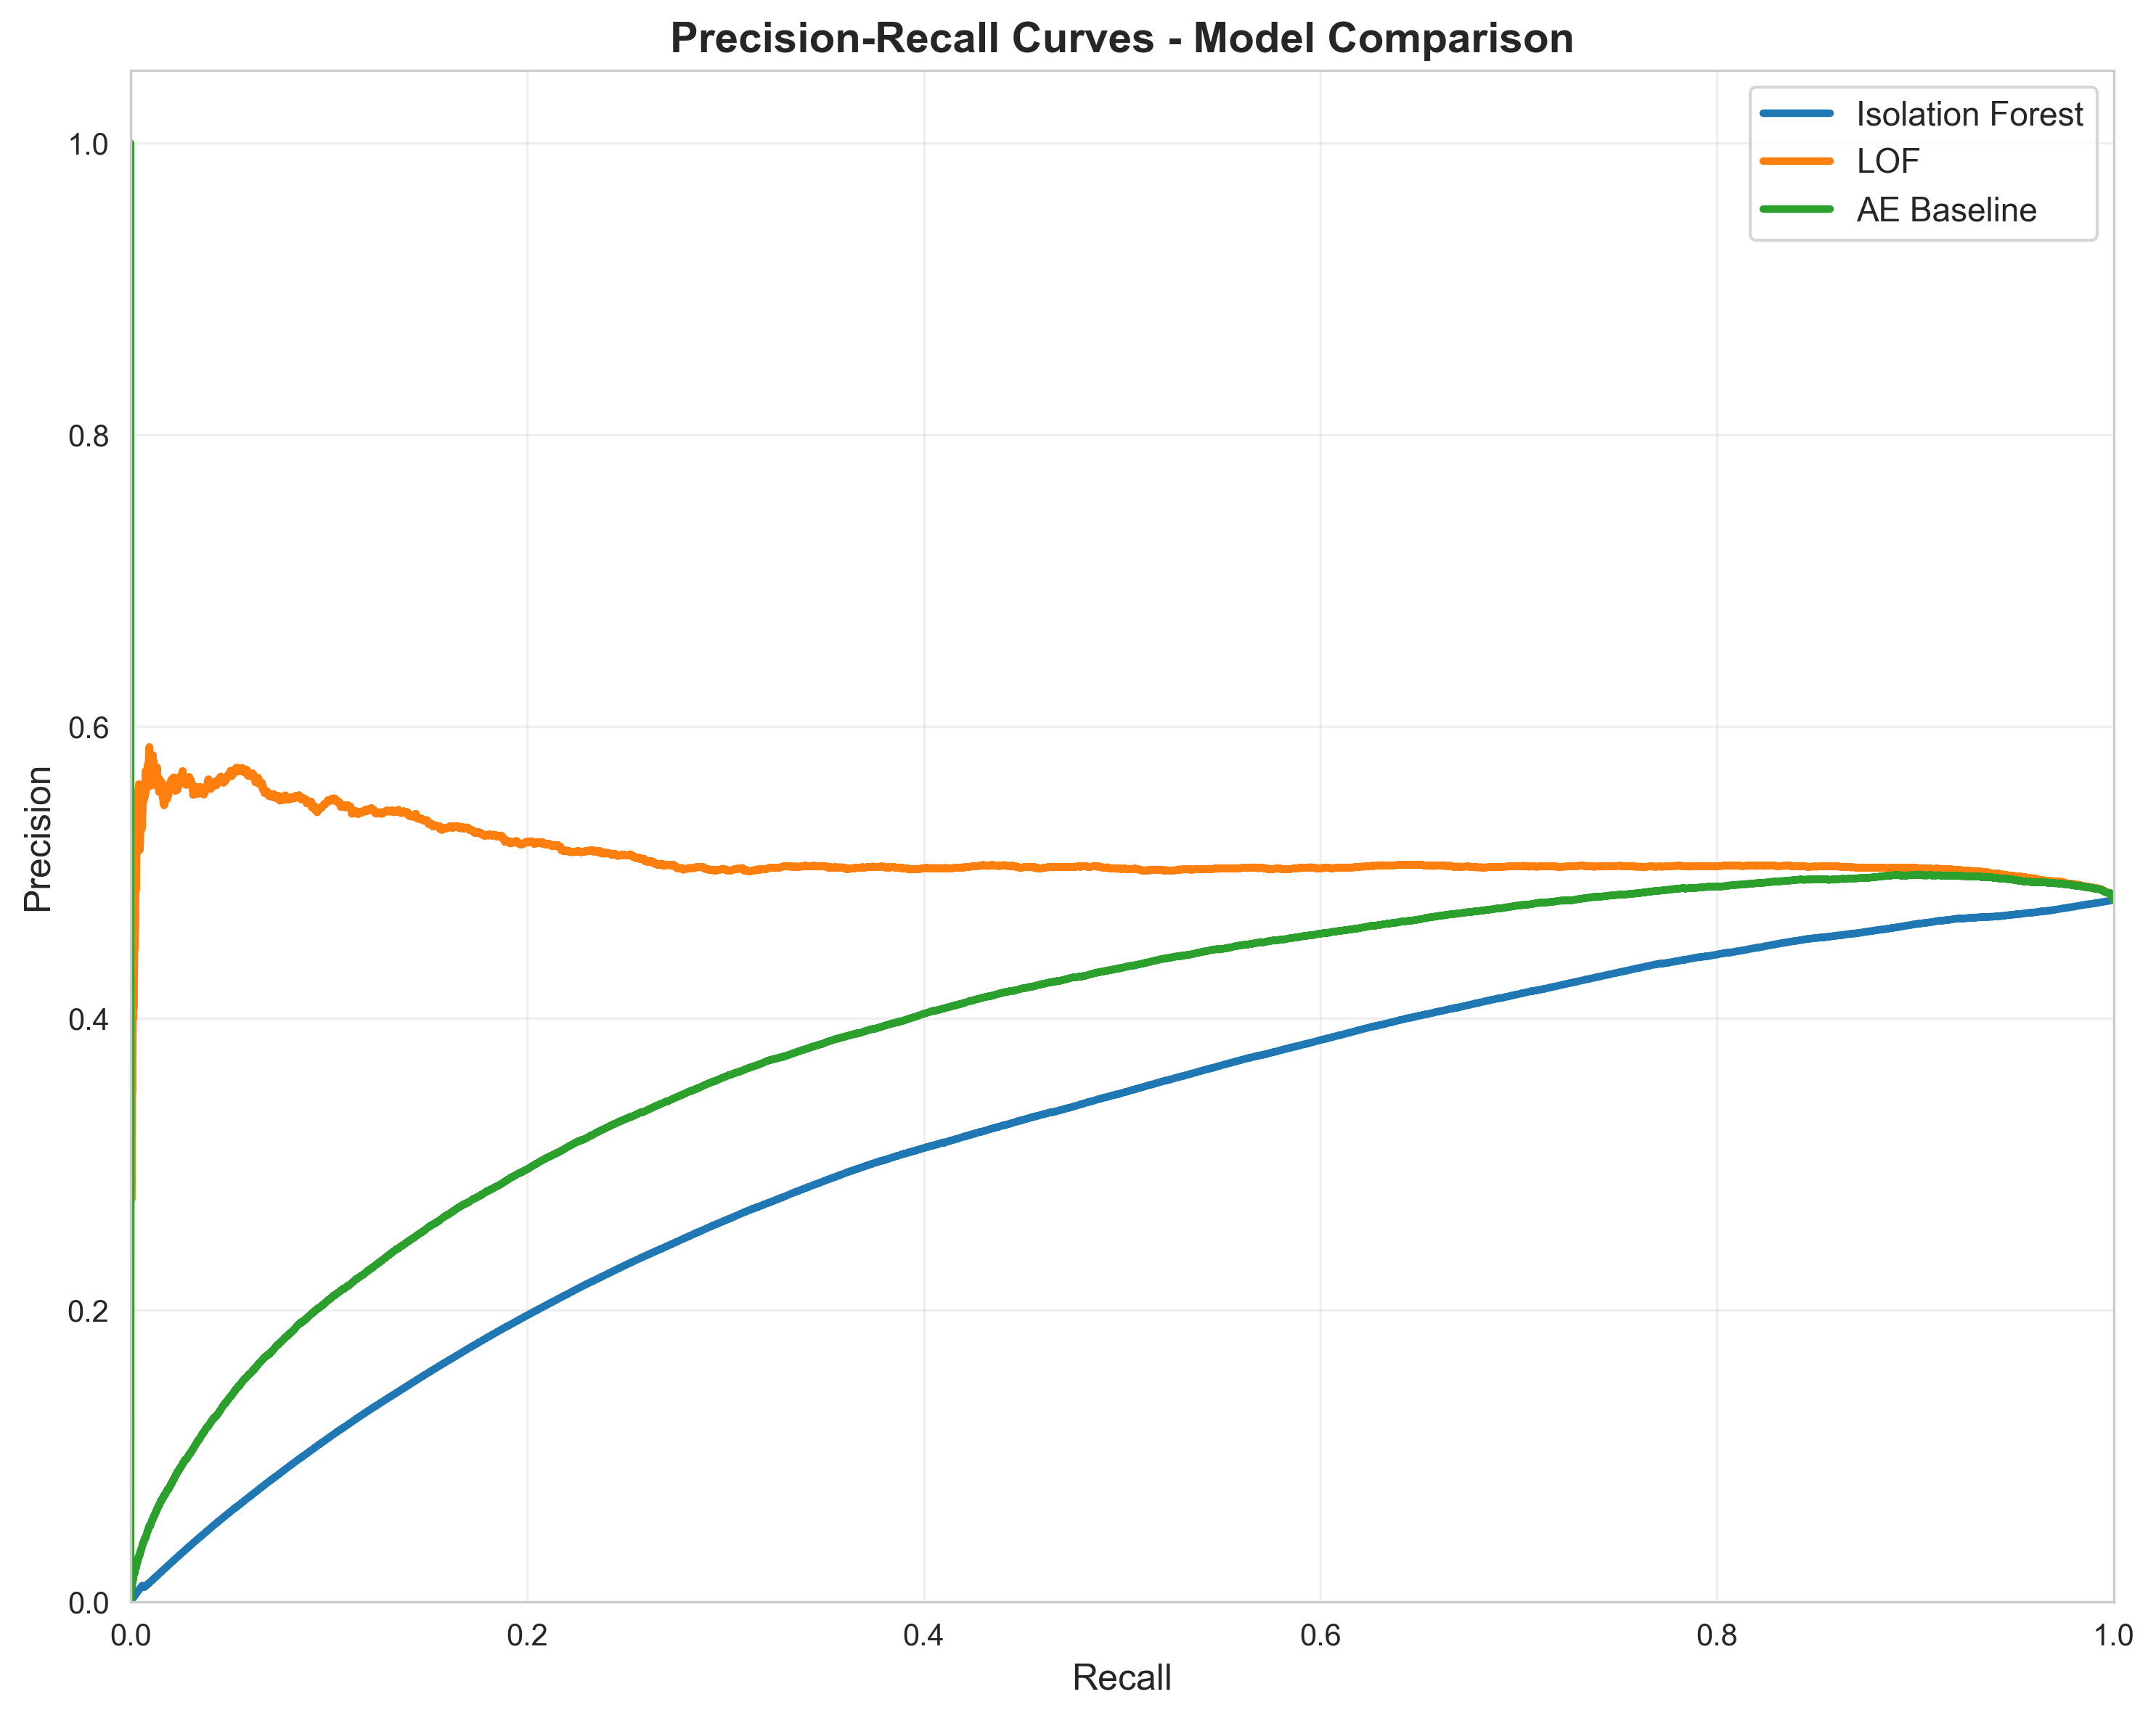 Precision-Recall Curves - Model Comparison
Isolation Forest
LOF
AE Baseline
1.0
0.8
0.6
0.4
0.2
0.0
Precision
0.0 0.2 0.4 0.6 0.8 1.0
Recall